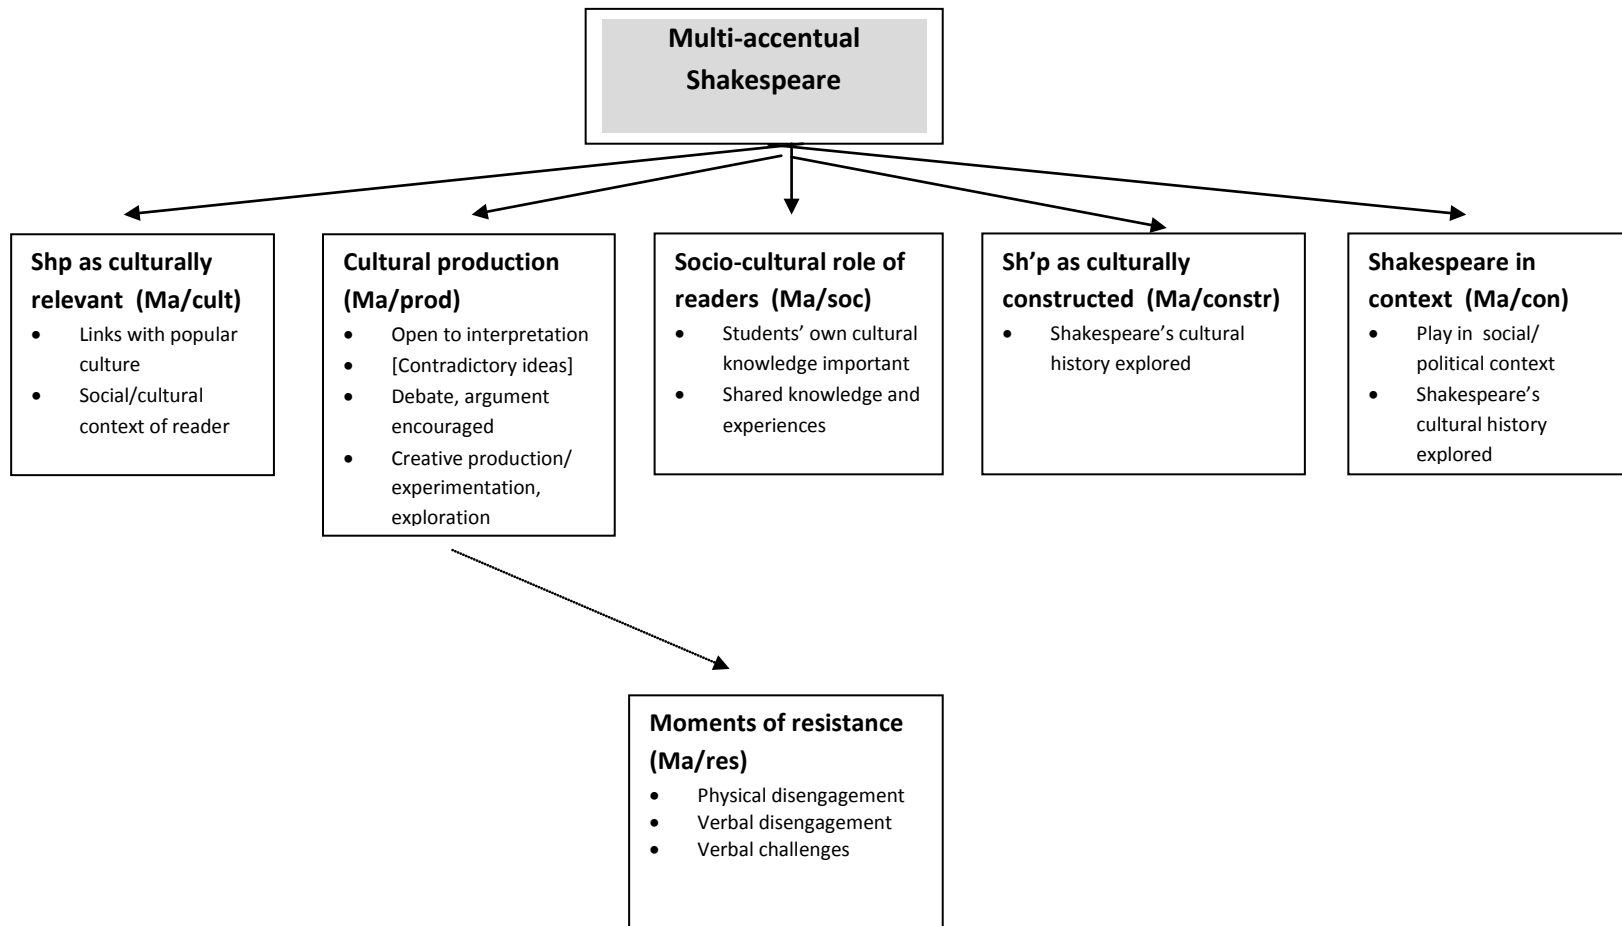 Multi-accentual
Shakespeare
Shp as culturally
relevant (Ma/cult)
• Links with popular
culture
• Social/cultural
context of reader
Cultural production
(Ma/prod)
• Open to interpretation
• [Contradictory ideas]
• Debate, argument
encouraged
• Creative production/
experimentation,
exploration
Socio-cultural role of
readers (Ma/soc)
• Students’ own cultural
knowledge important
• Shared knowledge and
experiences
Sh’p as culturally
constructed (Ma/constr)
• Shakespeare’s cultural
history explored
Shakespeare in
context (Ma/con)
• Play in social/
political context
• Shakespeare’s
cultural history
explored
Moments of resistance
(Ma/res)
• Physical disengagement
• Verbal disengagement
• Verbal challenges